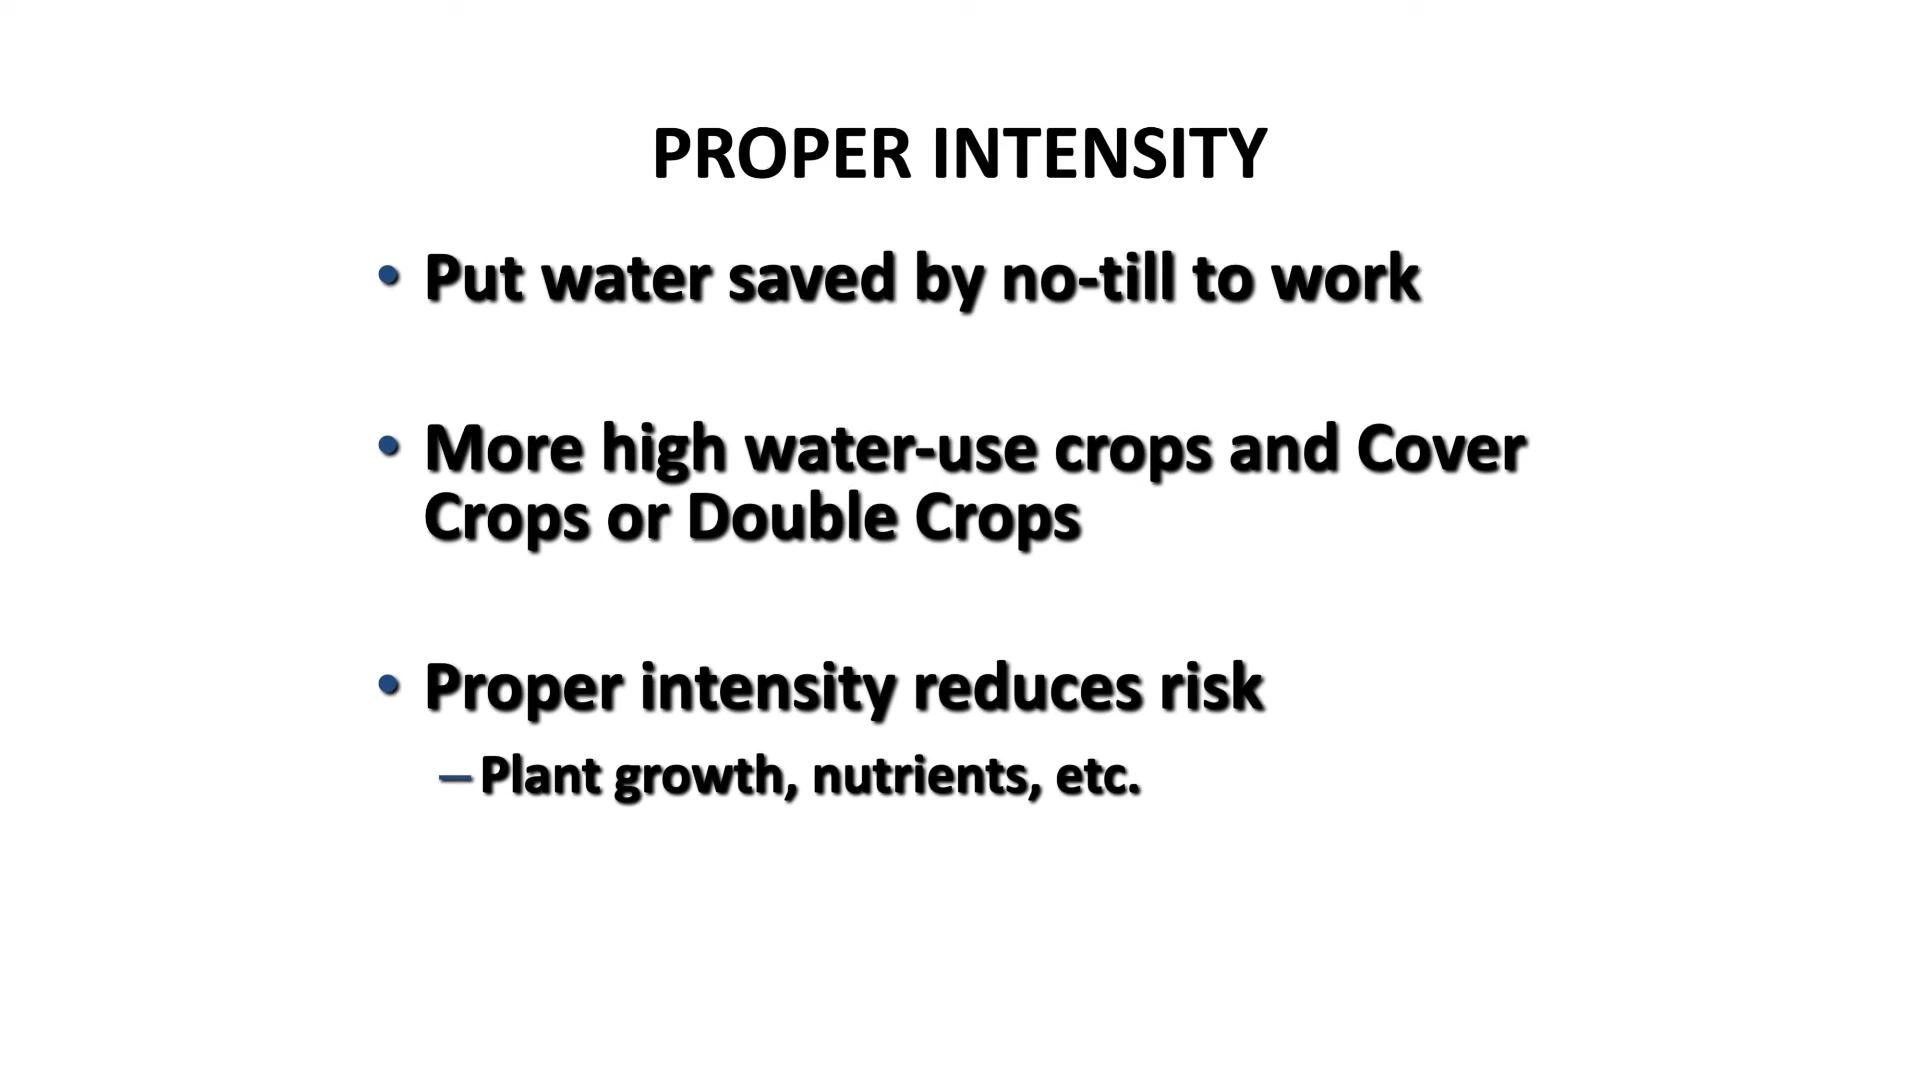 PROPER INTENSITY
• Put water saved by no-till to work
• More high water-use crops and Cover
Crops or Double Crops
• Proper intensity reduces risk
– Plant growth, nutrients, etc.